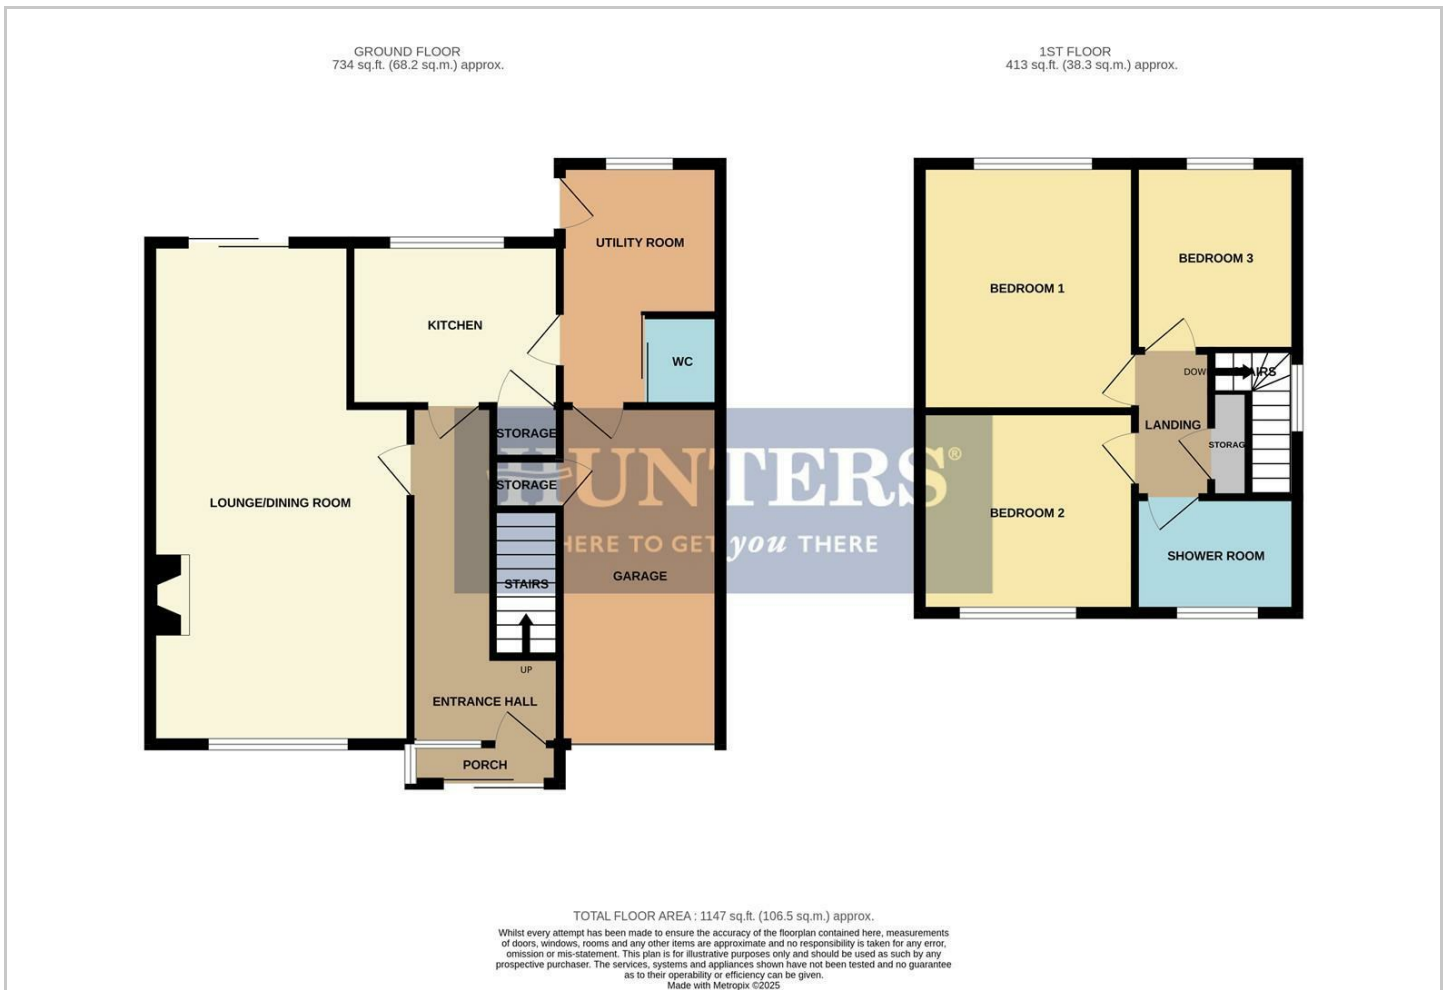 GROUND FLOOR
734 sq.ft. (68.2 sq.m.) approx.
1ST FLOOR
413 sq.ft. (38.3 sq.m.) approx.
UTILITY ROOM
KITCHEN
WC
STORAGE
STORAGE
LOUNGE/DINING ROOM
STAIRS
GARAGE
UP
ENTRANCE HALL
PORCH
BEDROOM 1
BEDROOM 3
DOWN
STAIRS
LANDING
STORAGE
BEDROOM 2
SHOWER ROOM
HUNTERS®
HERE TO GET you THERE
TOTAL FLOOR AREA : 1147 sq.ft. (106.5 sq.m.) approx.
Whilst every attempt has been made to ensure the accuracy of the floorplan contained here, measurements
of doors, windows, rooms and any other items are approximate and no responsibility is taken for any error,
omission or mis-statement. This plan is for illustrative purposes only and should be used as such by any
prospective purchaser. The services, systems and appliances shown have not been tested and no guarantee
as to their operability or efficiency can be given.
Made with Metropix ©2025